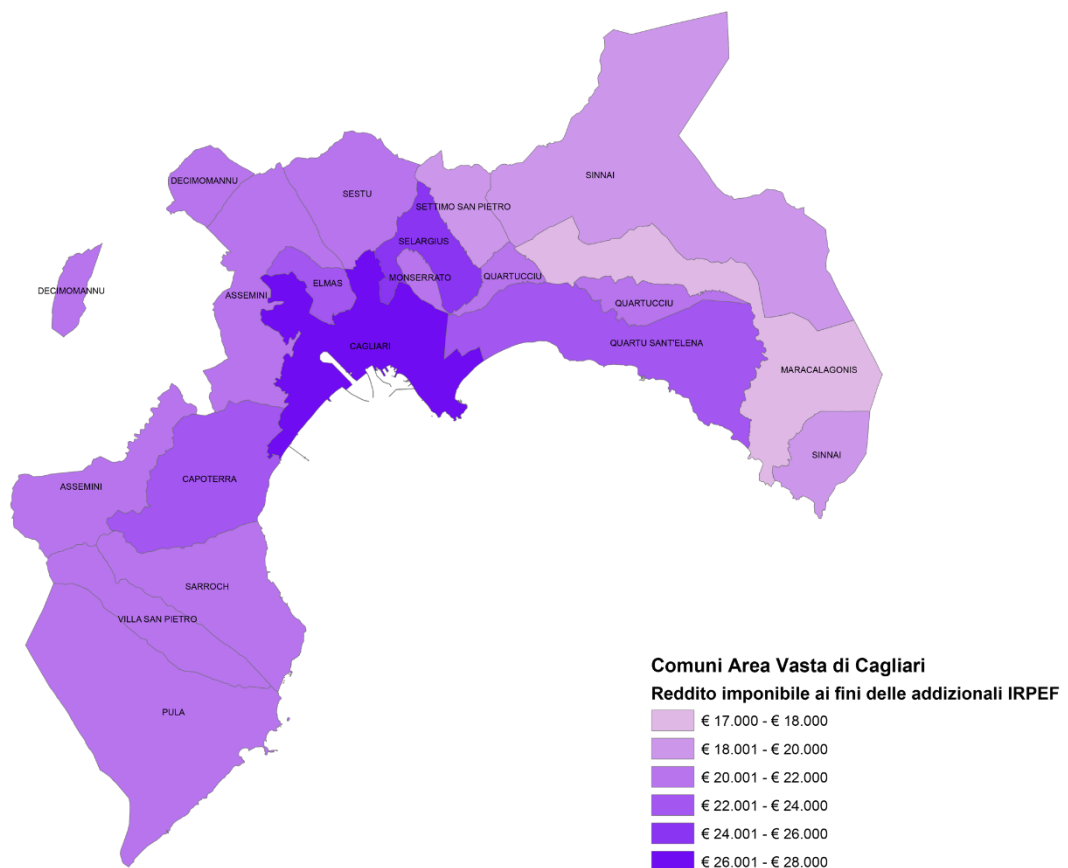 SINNAI
DECIMOMANNU
SESTU
SETTIMO SAN PIETRO
SELARGIUS
MONSERRATO
QUARTUCCIU
ELMAS
DECIMOMANNU
ASSEMINI
QUARTUCCIU
CAGLIARI
QUARTU SANT'ELENA
MARACALAGONIS
SINNAI
CAPOTERRA
ASSEMINI
SARROCH
VILLA SAN PIETRO
PULA
Comuni Area Vasta di Cagliari
Reddito imponibile ai fini delle addizionali IRPEF
€ 17.000 - € 18.000
€ 18.001 - € 20.000
€ 20.001 - € 22.000
€ 22.001 - € 24.000
€ 24.001 - € 26.000
€ 26.001 - € 28.000